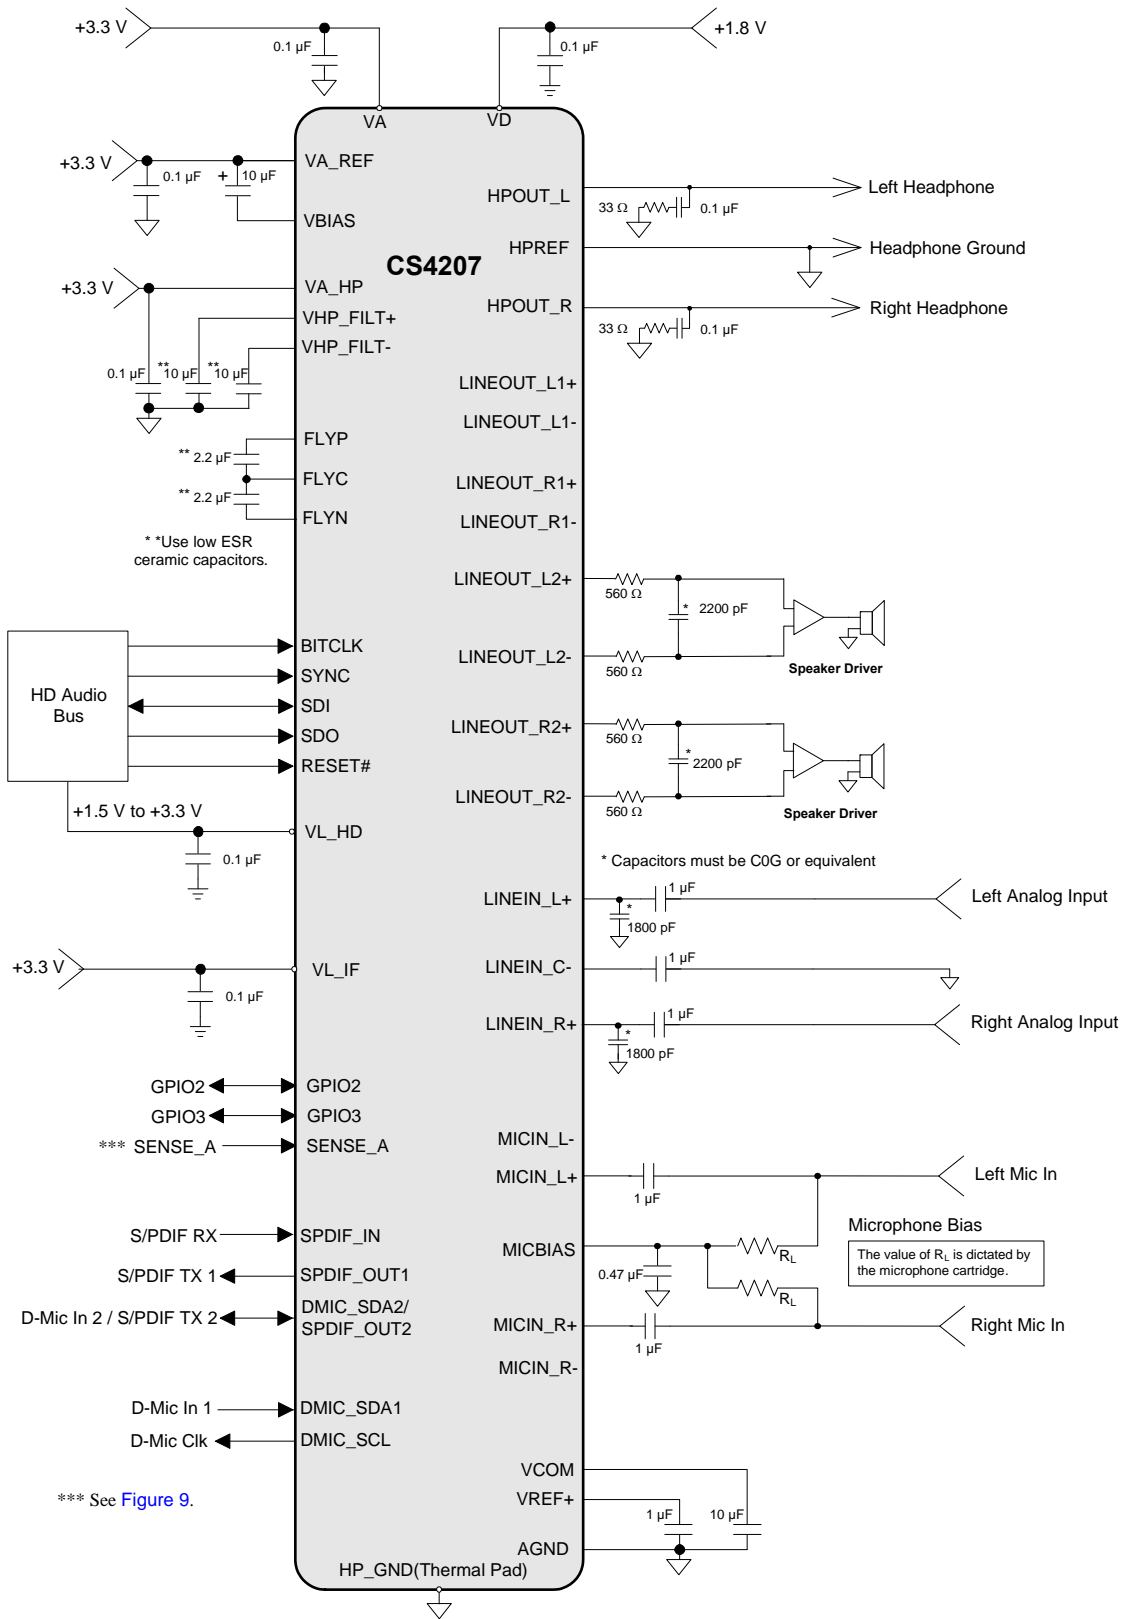 +3.3 V
0.1 µF
0.1 µF
+1.8 V
VA
VD
+3.3 V
0.1 µF
+
10 µF
VA_REF
VBIAS
CS4207
+3.3 V
VA_HP
VHP_FILT+
VHP_FILT-
0.1 µF
**
10 µF
**
10 µF
FLYP
** 2.2 µF
FLYC
** 2.2 µF
FLYN
* *Use low ESR
ceramic capacitors.
HD Audio
Bus
BITCLK
SYNC
SDI
SDO
RESET#
+1.5 V to +3.3 V
VL_HD
0.1 µF
+3.3 V
VL_IF
0.1 µF
GPIO2
GPIO2
GPIO3
GPIO3
*** SENSE_A
SENSE_A
S/PDIF RX
SPDIF_IN
S/PDIF TX 1
SPDIF_OUT1
D-Mic In 2 / S/PDIF TX 2
DMIC_SDA2/
SPDIF_OUT2
D-Mic In 1
DMIC_SDA1
D-Mic Clk
DMIC_SCL
*** See Figure 9.
HPOUT_L
33 Ω
0.1 µF
Left Headphone
HPREF
Headphone Ground
HPOUT_R
33 Ω
0.1 µF
Right Headphone
LINEOUT_L1+
LINEOUT_L1-
LINEOUT_R1+
LINEOUT_R1-
LINEOUT_L2+
560 Ω
*
2200 pF
LINEOUT_L2-
560 Ω
Speaker Driver
LINEOUT_R2+
560 Ω
*
2200 pF
LINEOUT_R2-
560 Ω
Speaker Driver
* Capacitors must be C0G or equivalent
LINEIN_L+
*
1800 pF
1 µF
Left Analog Input
LINEIN_C-
1 µF
LINEIN_R+
*
1800 pF
1 µF
Right Analog Input
MICIN_L-
MICIN_L+
1 µF
Left Mic In
MICBIAS
0.47 µF
RL
RL
Microphone Bias
The value of RL is dictated by
the microphone cartridge.
MICIN_R+
1 µF
Right Mic In
MICIN_R-
VCOM
VREF+
1 µF
10 µF
AGND
HP_GND(Thermal Pad)